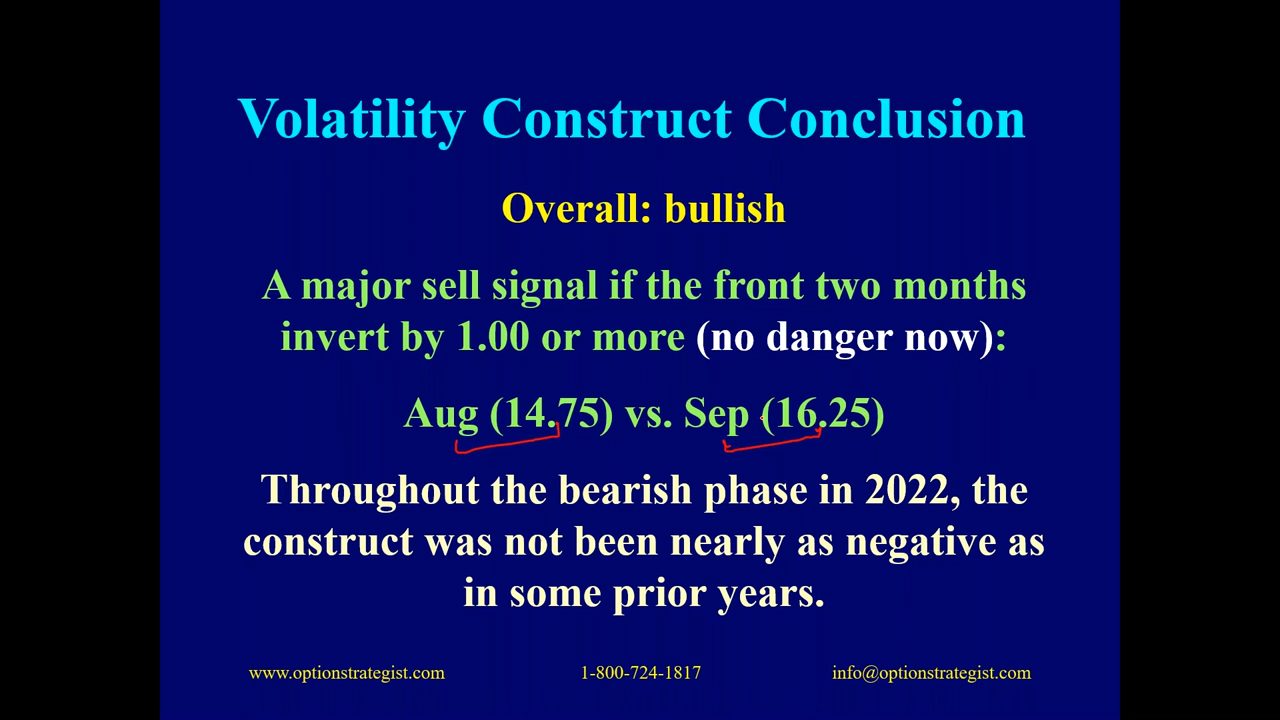 Volatility Construct Conclusion
Overall: bullish
A major sell signal if the front two months
invert by 1.00 or more (no danger now):
Aug (14.75) vs. Sep (16.25)
Throughout the bearish phase in 2022, the
construct was not been nearly as negative as
in some prior years.
www.optionstrategist.com 1-800-724-1817 info@optionstrategist.com